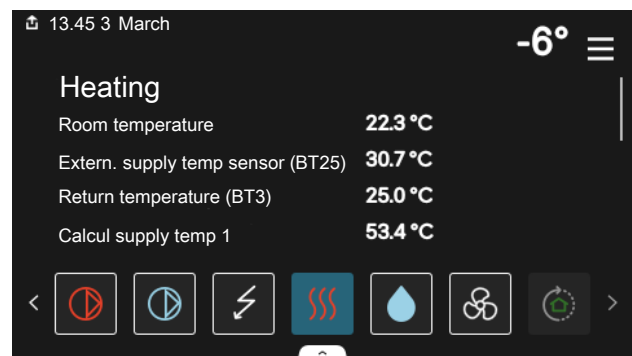 13.45 3 March
-6°
Heating
Room temperature 22.3 °C
Extern. supply temp sensor (BT25) 30.7 °C
Return temperature (BT3) 25.0 °C
Calcul supply temp 1 53.4 °C